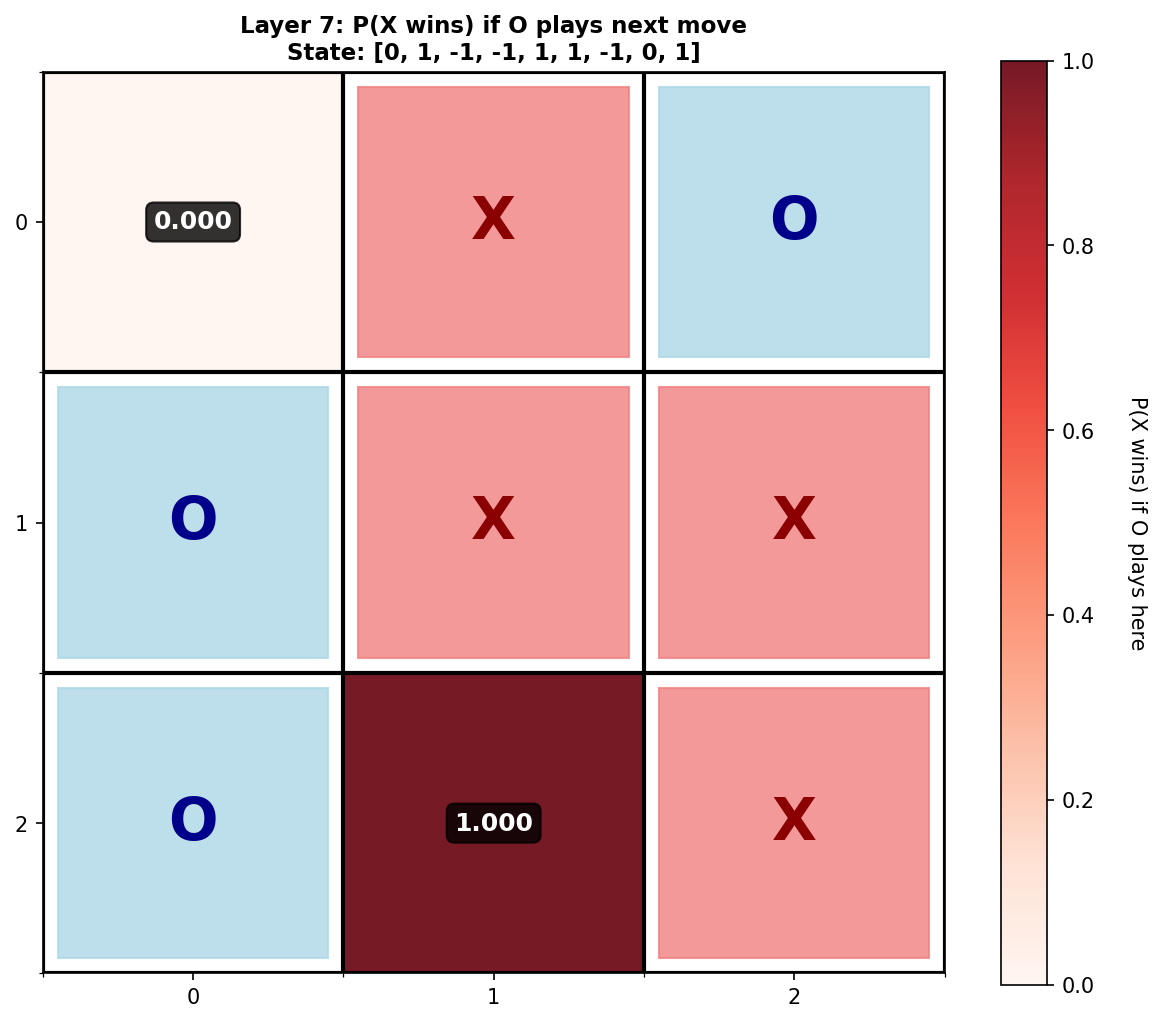 Layer 7: P(X wins) if O plays next move
State: [0, 1, -1, -1, 1, 1, -1, 0, 1]
0.000
X
O
O
X
X
O
1.000
X
0
1
2
0
1
2
1.0
0.8
0.6
0.4
0.2
0.0
P(X wins) if O plays here